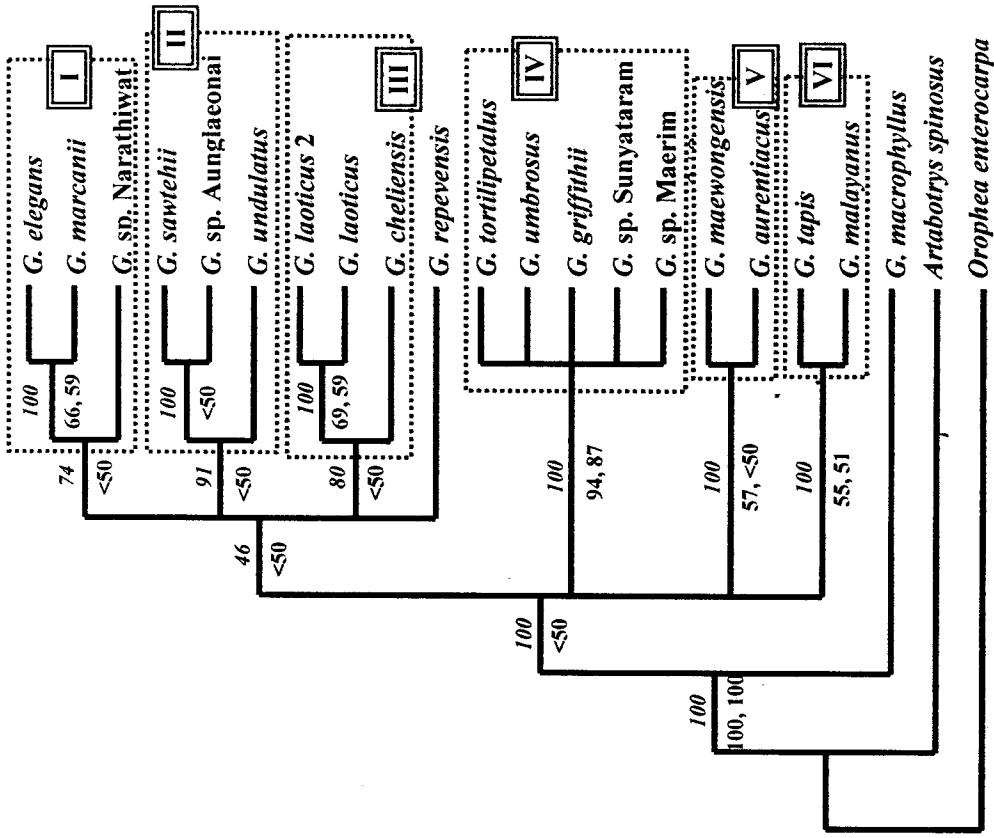 I
II
III
IV
V
VI
G. elegans
G. marcanii
G. sp. Narathiwat
G. sawtehii
G. sp. Aunglaeonai
G. undulatus
G. laoticus 2
G. laoticus
G. cheliensis
G. repevensis
G. tortilipetalus
G. umbrosus
G. griffithii
G. sp. Sunyataram
G. sp. Maerim
G. maewongensis
G. aurentiacus
G. tapis
G. malayanus
G. macrophyllus
Artabotrys spinosus
Orophea enterocarpa
100
66, 59
100
<50
100
69, 59
74
<50
91
<50
80
<50
100
94, 87
100
57, <50
100
55, 51
46
<50
100
<50
100
100, 100